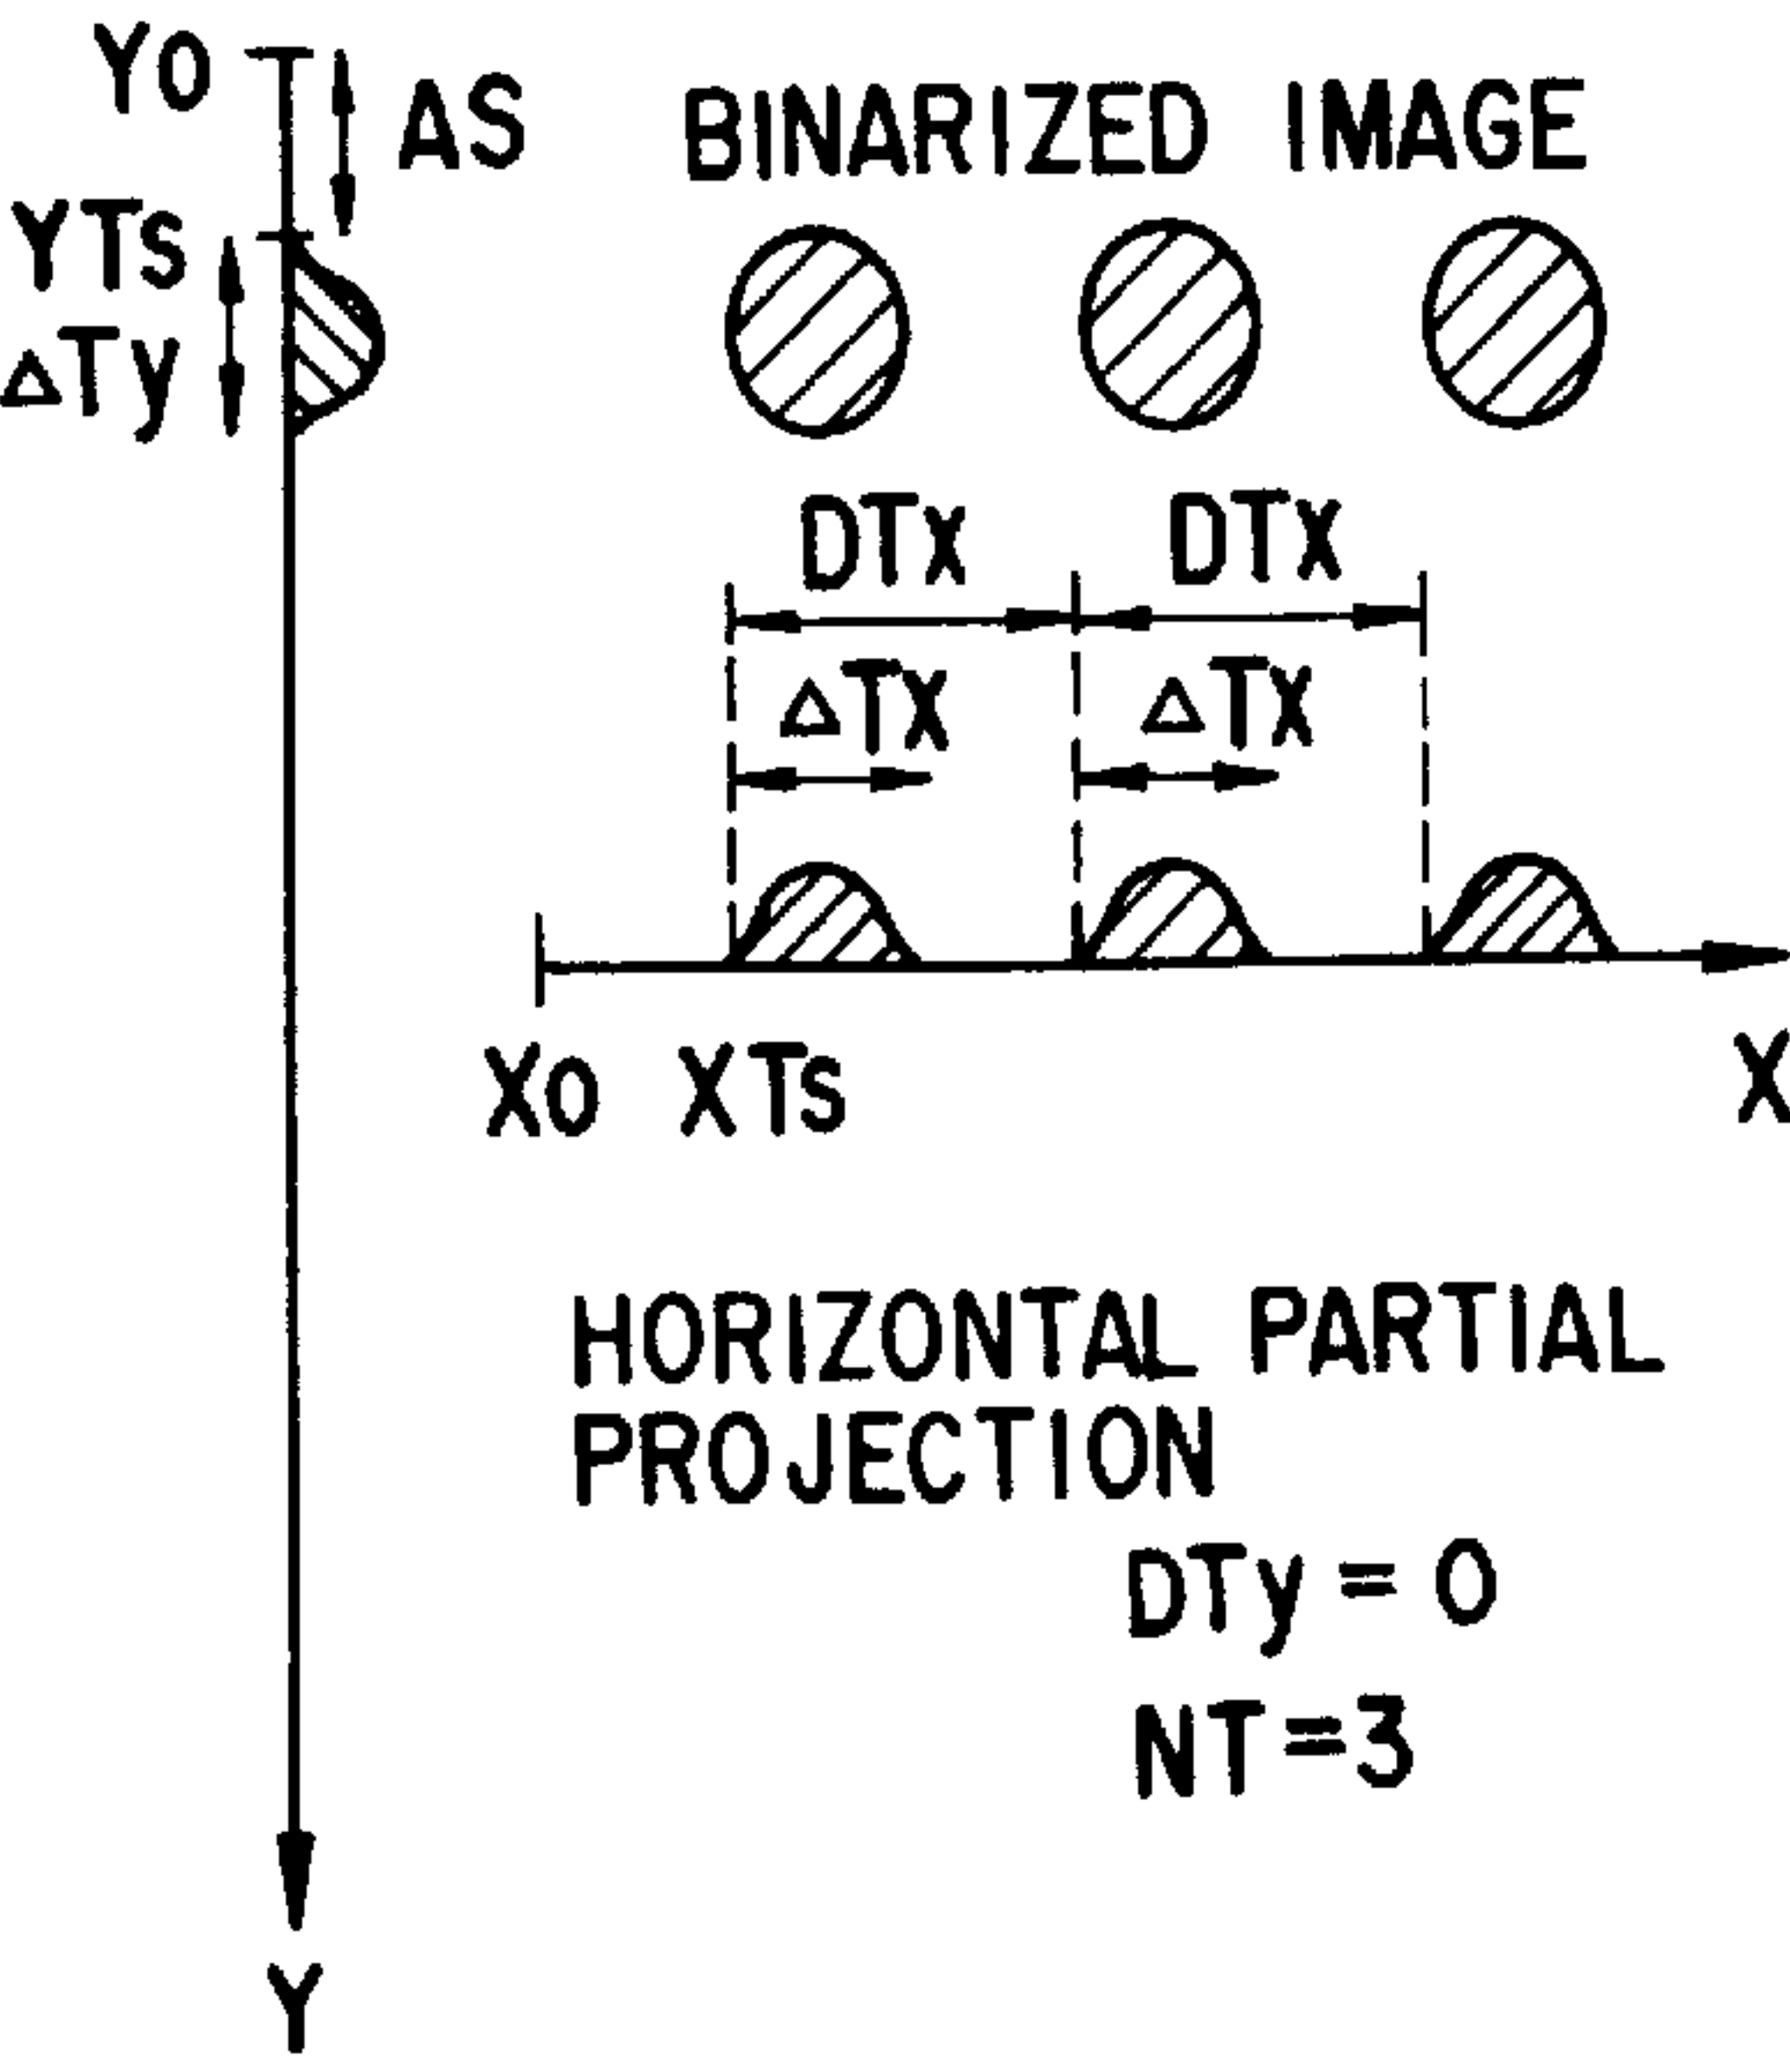 Y0
AS
BINARIZED IMAGE
YTs
ΔTy
DTx DTx
ΔTx ΔTx
X0 XTs X
HORIZONTAL PARTIAL
PROJECTION
DTy = 0
NT=3
Y